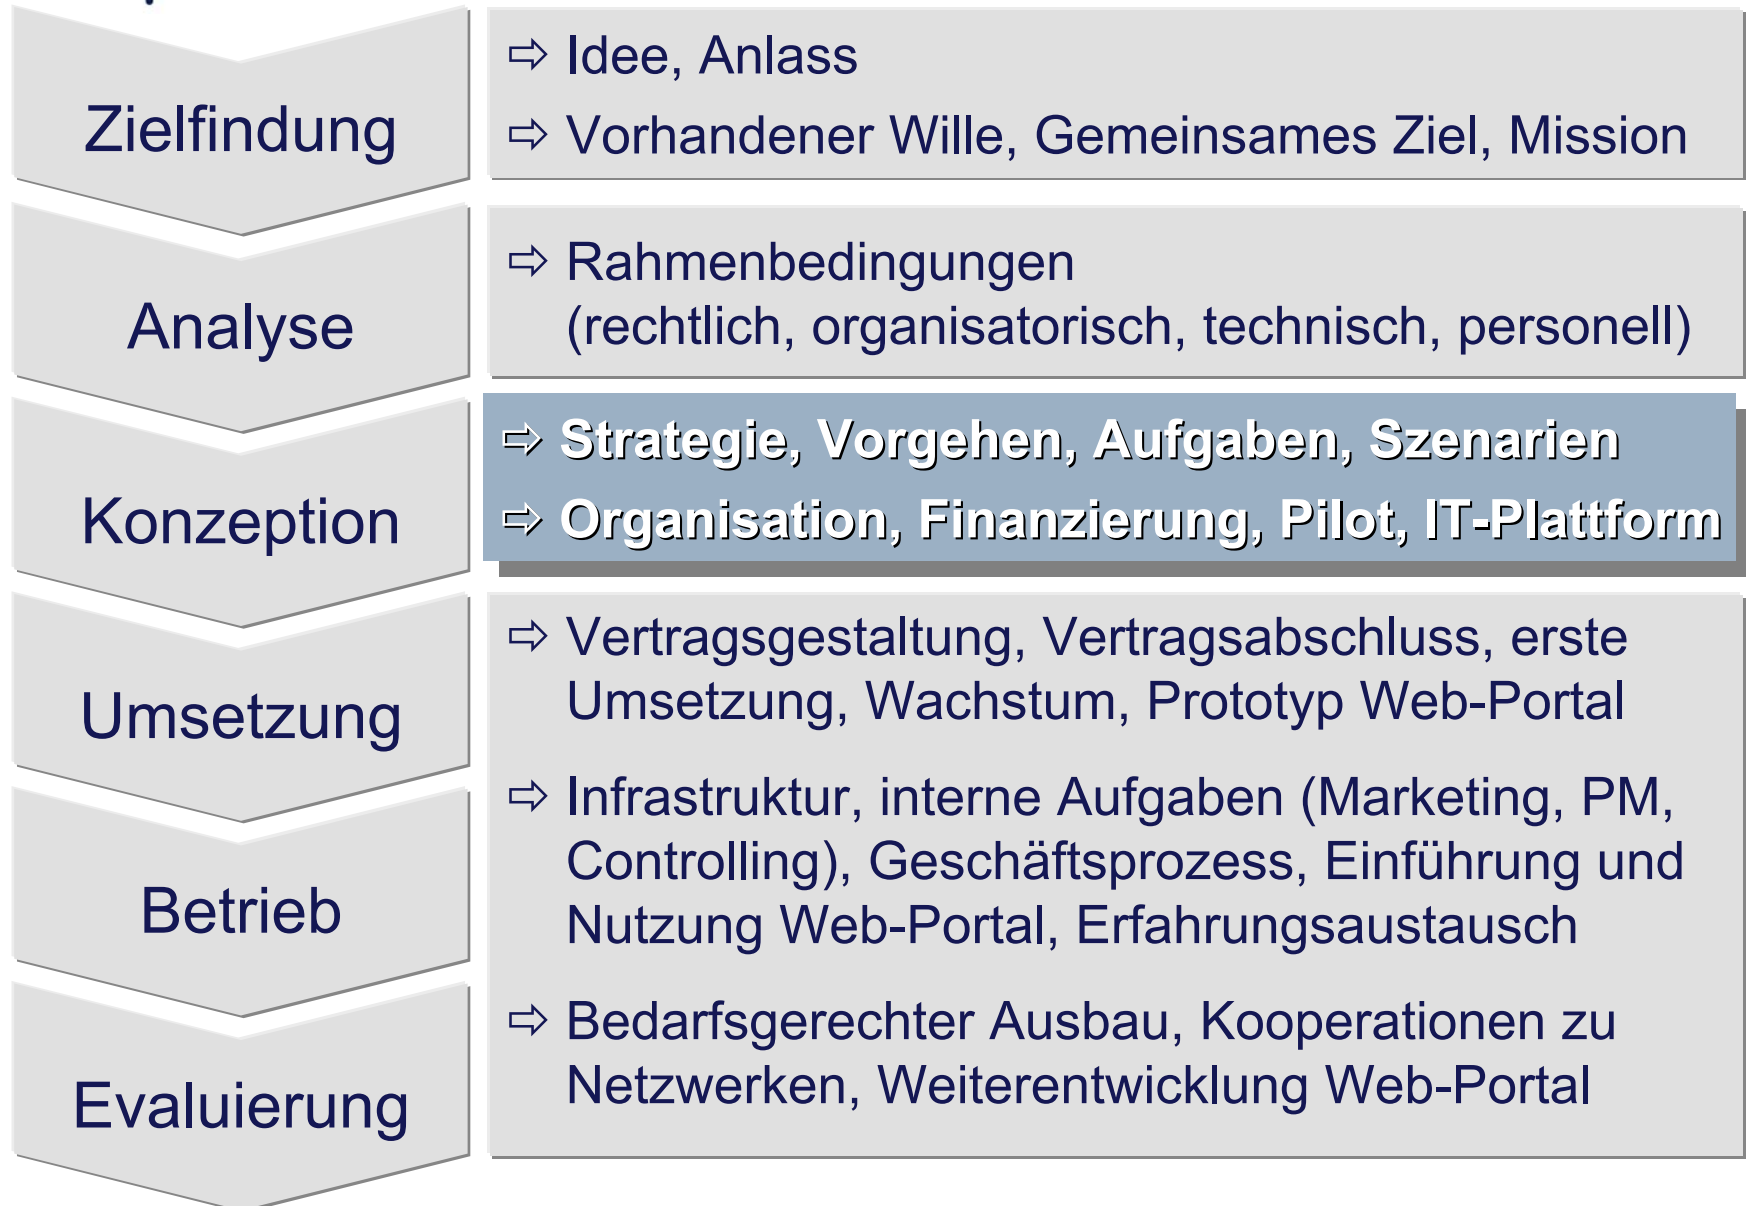 Zielfindung
⇨ Idee, Anlass
⇨ Vorhandener Wille, Gemeinsames Ziel, Mission
Analyse
⇨ Rahmenbedingungen
(rechtlich, organisatorisch, technisch, personell)
Konzeption
⇨ Strategie, Vorgehen, Aufgaben, Szenarien
⇨ Organisation, Finanzierung, Pilot, IT-Plattform
Umsetzung
⇨ Vertragsgestaltung, Vertragsabschluss, erste
Umsetzung, Wachstum, Prototyp Web-Portal
Betrieb
⇨ Infrastruktur, interne Aufgaben (Marketing, PM,
Controlling), Geschäftsprozess, Einführung und
Nutzung Web-Portal, Erfahrungsaustausch
Evaluierung
⇨ Bedarfsgerechter Ausbau, Kooperationen zu
Netzwerken, Weiterentwicklung Web-Portal